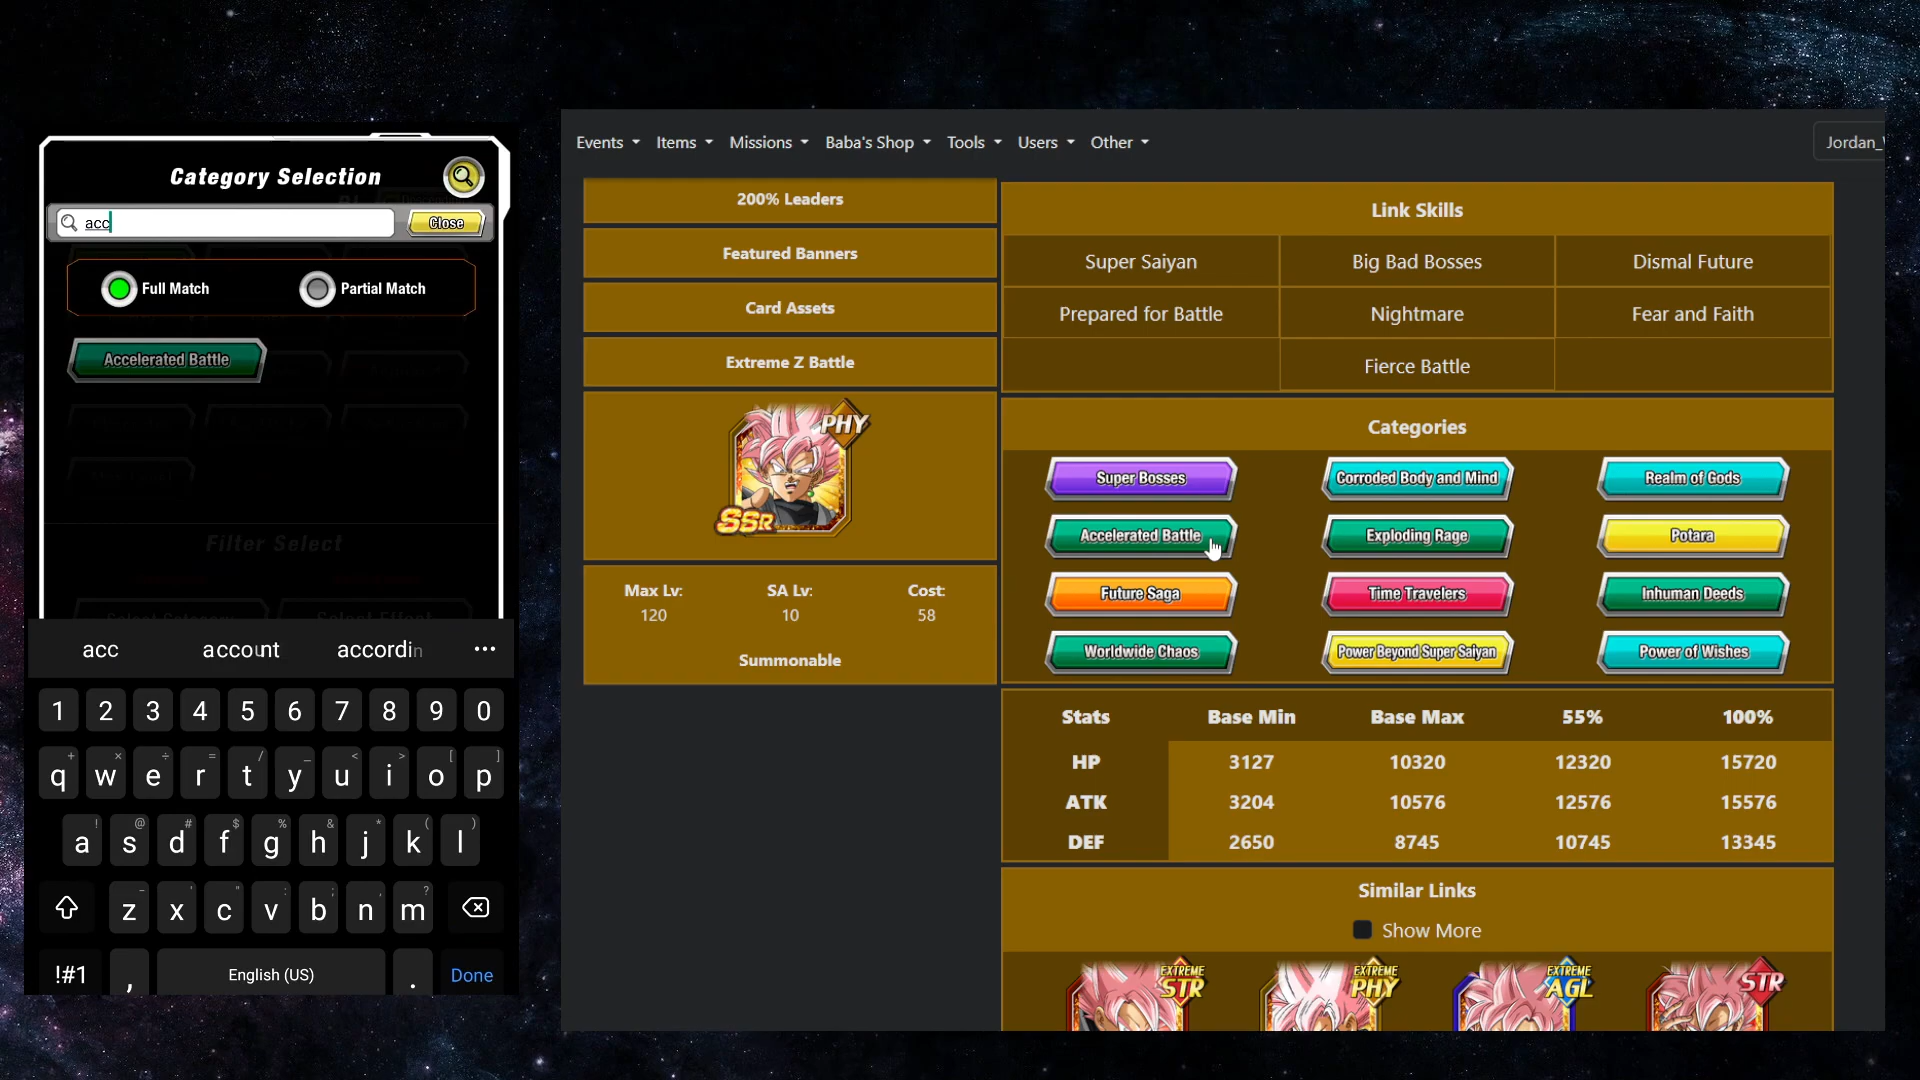 Category Selection
acc
Close
Full Match
Partial Match
Accelerated Battle
Filter Select
acc
account
accordin
...
1 2 3 4 5 6 7 8 9 0
q w e r t y u i o p
a s d f g h j k l
z x c v b n m
!#1 , English (US) . Done
Events Items Missions Baba's Shop Tools Users Other
Jordan_
200% Leaders
Featured Banners
Card Assets
Extreme Z Battle
PHY
SSR
Max Lv: SA Lv: Cost:
120 10 58
Summonable
Link Skills
Super Saiyan Big Bad Bosses Dismal Future
Prepared for Battle Nightmare Fear and Faith
Fierce Battle
Categories
Super Bosses Corroded Body and Mind Realm of Gods
Accelerated Battle Exploding Rage Potara
Future Saga Time Travelers Inhuman Deeds
Worldwide Chaos Power Beyond Super Saiyan Power of Wishes
Stats Base Min Base Max 55% 100%
HP 3127 10320 12320 15720
ATK 3204 10576 12576 15576
DEF 2650 8745 10745 13345
Similar Links
Show More
EXTREME STR EXTREME PHY EXTREME AGL STR